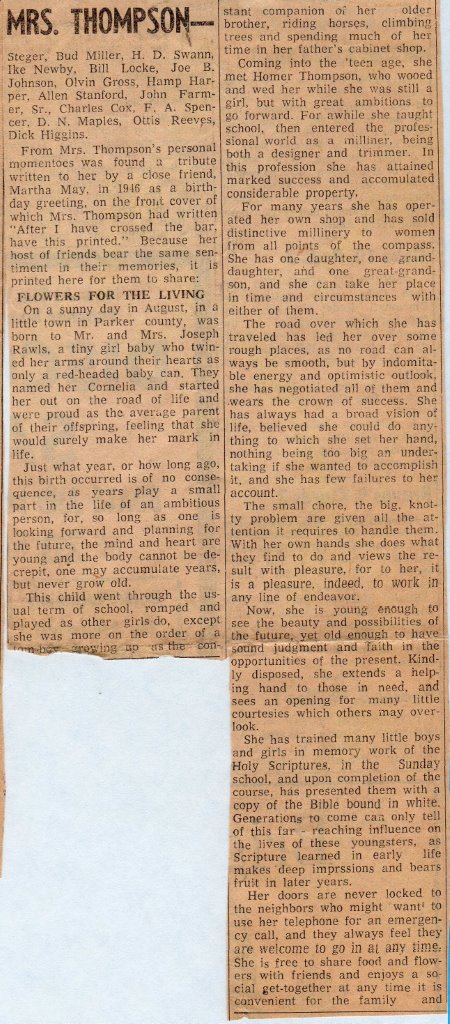 MRS. THOMPSON—
Steger, Bud Miller, H. D. Swann,
Ike Newby, Bill Locke, Joe B.
Johnson, Olvin Gross, Hamp Har-
per, Allen Stanford, John Farm-
er, Sr., Charles Cox, F. A. Spen-
cer, D. N. Maples, Ottis Reeves,
Dick Higgins.
From Mrs. Thompson's personal
momentoes was found a tribute
written to her by a close friend,
Martha May, in 1946 as a birth-
day greeting, on the front cover of
which Mrs. Thompson had written
"After I have crossed the bar,
have this printed." Because her
host of friends bear the same sen-
timent in their memories, it is
printed here for them to share:
FLOWERS FOR THE LIVING
On a sunny day in August, in a
little town in Parker county, was
born to Mr. and Mrs. Joseph
Rawls, a tiny girl baby who twin-
ed her arms around their hearts as
only a red-headed baby can. They
named her Cornelia and started
her out on the road of life and
were proud as the average parent
of their offspring, feeling that she
would surely make her mark in
life.
Just what year, or how long ago,
this birth occurred is of no conse-
quence, as years play a small
part in the life of an ambitious
person, for, so long as one is
looking forward and planning for
the future, the mind and heart are
young and the body cannot be de-
crepit, one may accumulate years,
but never grow old.
This child went through the us-
ual term of school, romped and
played as other girls do, except
she was more on the order of a
tom-boy growing up as the con-
stant companion of her older
brother, riding horses, climbing
trees and spending much of her
time in her father's cabinet shop.
Coming into the 'teen age, she
met Homer Thompson, who wooed
and wed her while she was still a
girl, but with great ambitions to
go forward. For awhile she taught
school, then entered the profes-
sional world as a milliner, being
both a designer and trimmer. In
this profession she has attained
marked success and accumulated
considerable property.
For many years she has oper-
ated her own shop and has sold
distinctive millinery to women
from all points of the compass.
She has one daughter, one grand-
daughter, and one great-grand-
son, and she can take her place
in time and circumstances with
either of them.
The road over which she has
traveled has led her over some
rough places, as no road can al-
ways be smooth, but by indomita-
ble energy and optimistic outlook,
she has negotiated all of them and
wears the crown of success. She
has always had a broad vision of
life, believed she could do any-
thing to which she set her hand,
nothing being too big an under-
taking if she wanted to accomplish
it, and she has few failures to her
account.
The small chore, the big, knot-
ty problem are given all the at-
tention it requires to handle them.
With her own hands she does what
they find to do and views the re-
sult with pleasure, for to her, it
is a pleasure, indeed, to work in
any line of endeavor.
Now, she is young enough to
see the beauty and possibilities of
the future, yet old enough to have
sound judgment and faith in the
opportunities of the present. Kind-
ly disposed, she extends a help-
ing hand to those in need, and
sees an opening for many little
courtesies which others may over-
look.
She has trained many little boys
and girls in memory work of the
Holy Scriptures, in the Sunday
school, and upon completion of the
course, has presented them with a
copy of the Bible bound in white.
Generations to come can only tell
of this far - reaching influence on
the lives of these youngsters, as
Scripture learned in early life
makes deep imprssions and bears
fruit in later years.
Her doors are never locked to
the neighbors who might want to
use her telephone for an emergen-
cy call, and they always feel they
are welcome to go in at any time.
She is free to share food and flow-
ers with friends and enjoys a so-
cial get-together at any time it is
convenient for the family and